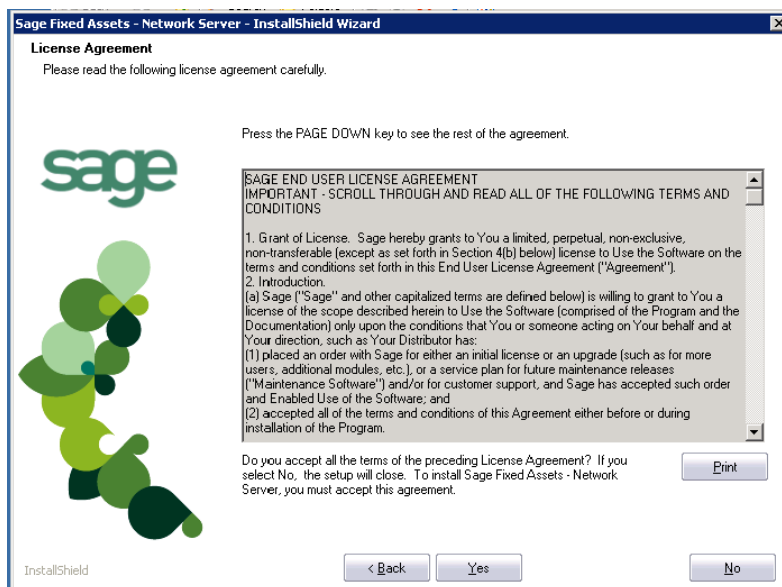 Sage Fixed Assets - Network Server - InstallShield Wizard
License Agreement
Please read the following license agreement carefully.
sage
Press the PAGE DOWN key to see the rest of the agreement.
SAGE END USER LICENSE AGREEMENT
IMPORTANT - SCROLL THROUGH AND READ ALL OF THE FOLLOWING TERMS AND
CONDITIONS
1. Grant of License. Sage hereby grants to You a limited, perpetual, non-exclusive,
non-transferable (except as set forth in Section 4(b) below) license to Use the Software on the
terms and conditions set forth in this End User License Agreement ("Agreement").
2. Introduction.
(a) Sage ("Sage" and other capitalized terms are defined below) is willing to grant to You a
license of the scope described herein to Use the Software (comprised of the Program and the
Documentation) only upon the conditions that You or someone acting on Your behalf and at
Your direction, such as Your Distributor has:
(1) placed an order with Sage for either an initial license or an upgrade (such as for more
users, additional modules, etc.), or a service plan for future maintenance releases
("Maintenance Software") and/or for customer support, and Sage has accepted such order
and Enabled Use of the Software; and
(2) accepted all of the terms and conditions of this Agreement either before or during
installation of the Program.
Do you accept all the terms of the preceding License Agreement? If you
select No, the setup will close. To install Sage Fixed Assets - Network
Server, you must accept this agreement.
Print
InstallShield
< Back
Yes
No